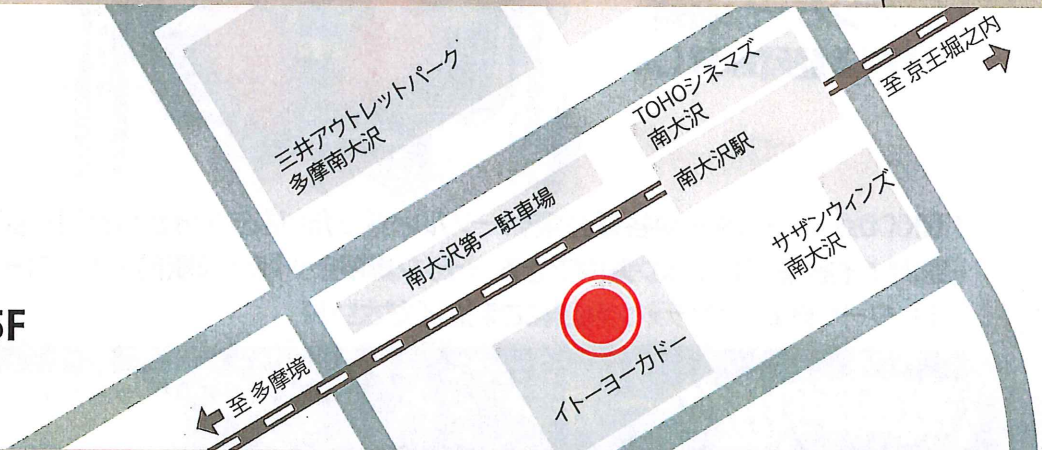 三井アウトレットパーク
多摩南大沢
TOHOシネマズ
南大沢
至 京王堀之内
南大沢駅
南大沢第一駐車場
サザンウィンズ
南大沢
5F
イトーヨーカドー
至 多摩境